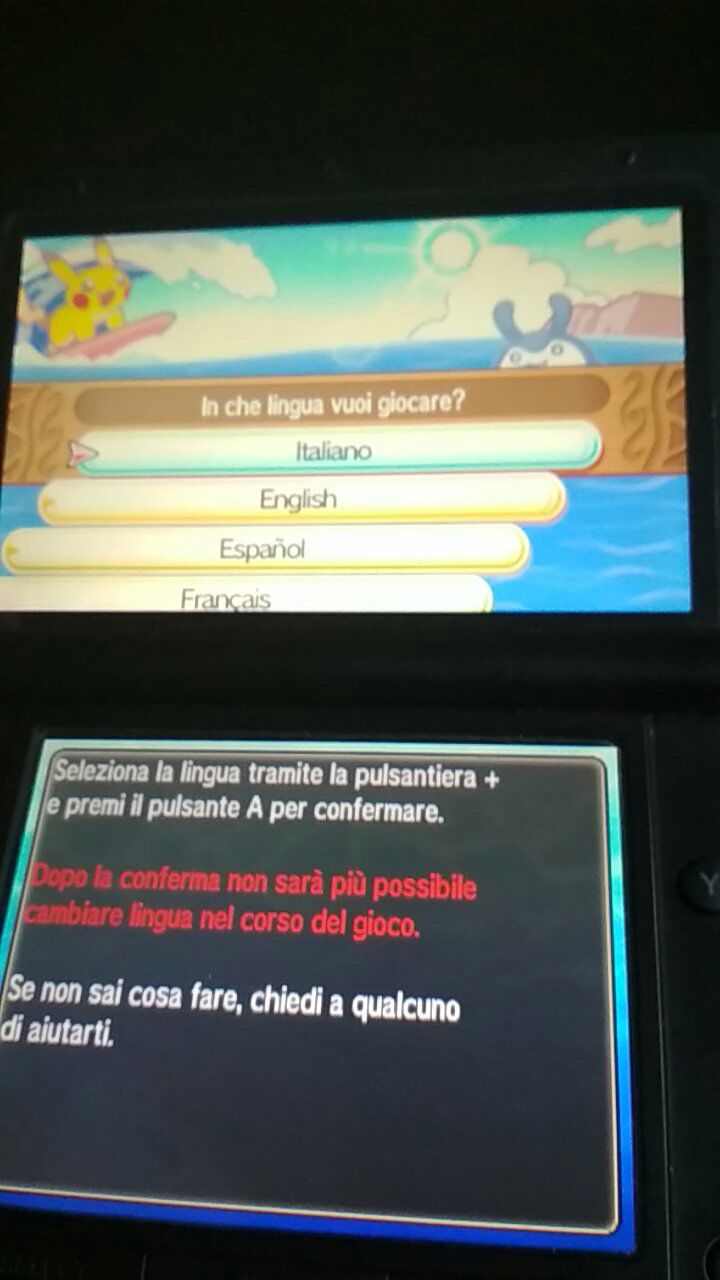 In che lingua vuoi giocare?
Italiano
English
Español
Français
Seleziona la lingua tramite la pulsantiera +
e premi il pulsante A per confermare.
Dopo la conferma non sarà più possibile
cambiare lingua nel corso del gioco.
Se non sai cosa fare, chiedi a qualcuno
di aiutarti.
Y